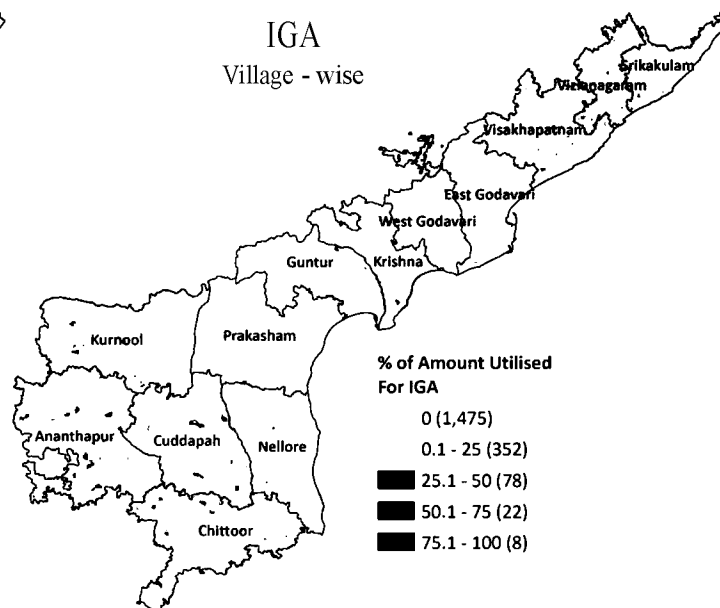 IGA
Village - wise
Srikakulam
Vizianagaram
Visakhapatnam
East Godavari
West Godavari
Guntur
Krishna
Kurnool
Prakasham
% of Amount Utilised
For IGA
0 (1,475)
Ananthapur
Cuddapah
Nellore
0.1 - 25 (352)
25.1 - 50 (78)
50.1 - 75 (22)
Chittoor
75.1 - 100 (8)